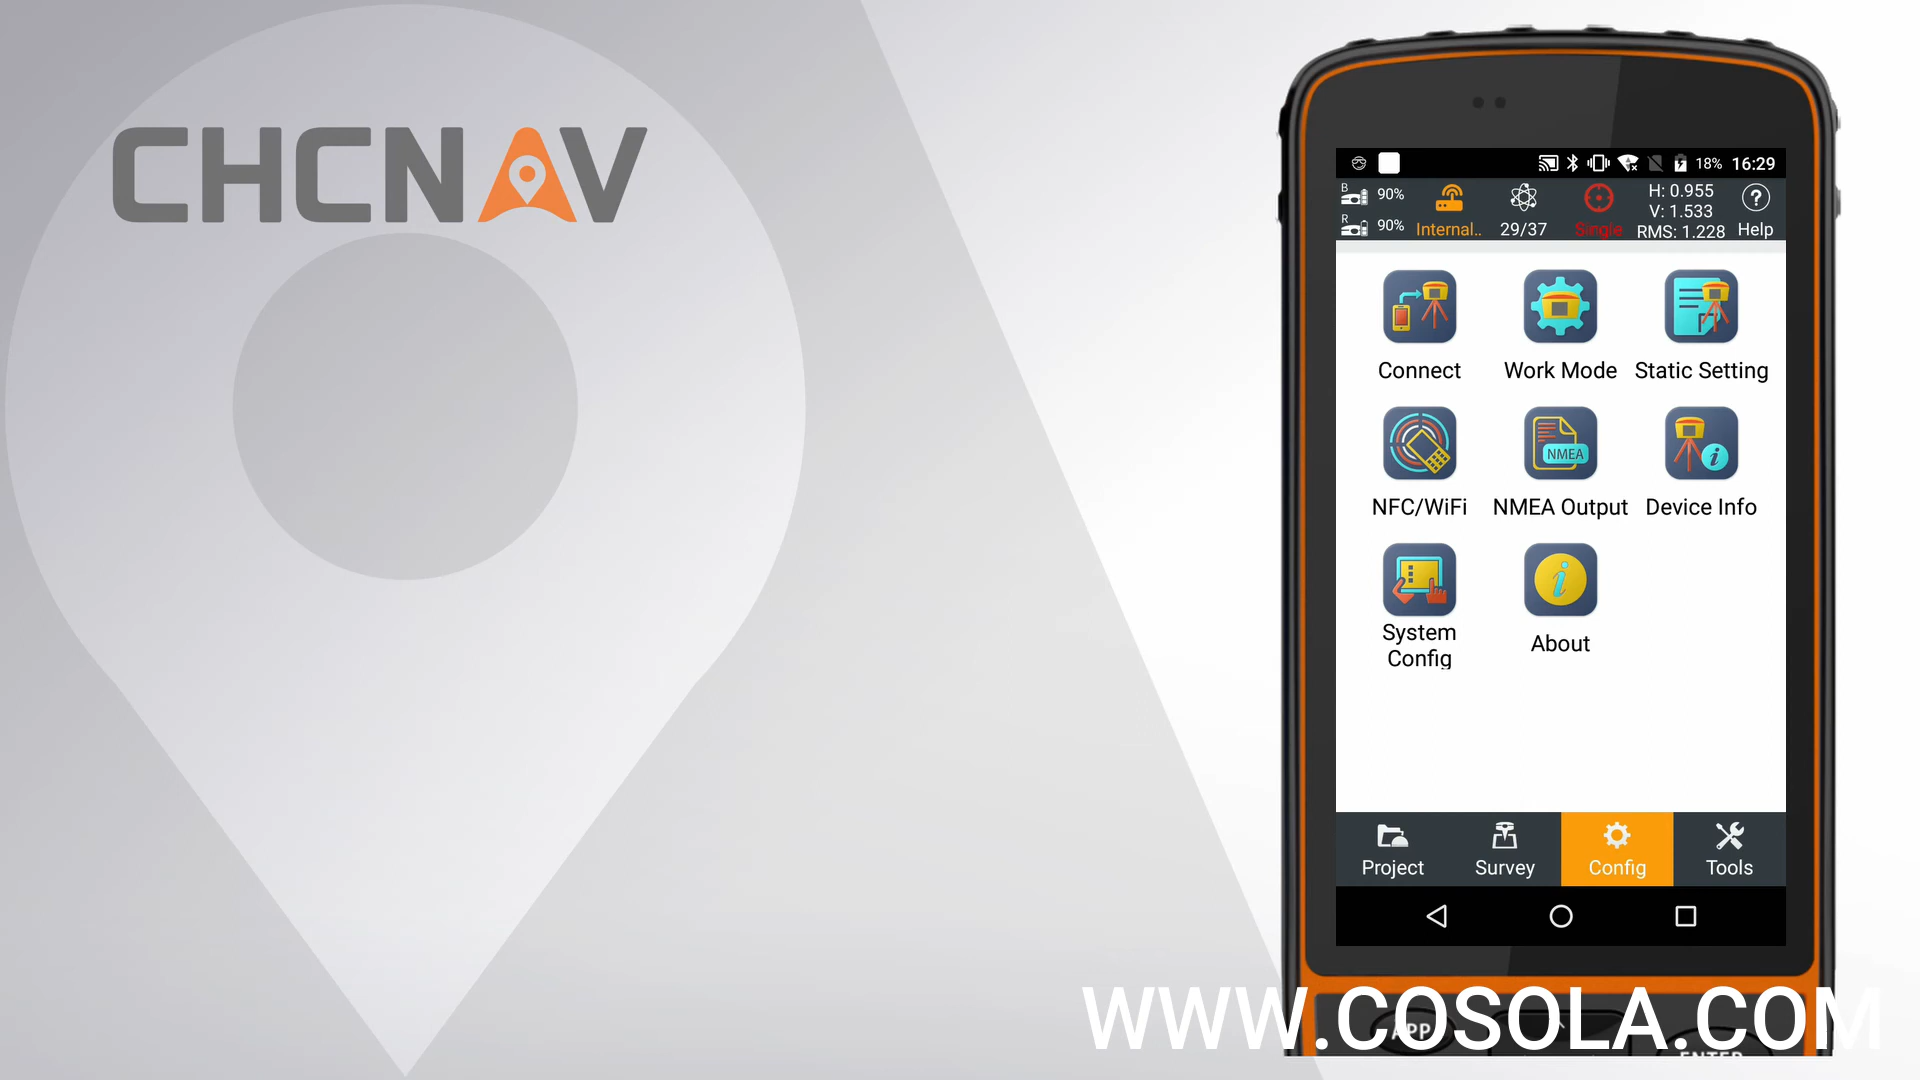 CHCNAV
18% 16:29
B 90%
R 90%
Internal..
29/37
Single
H: 0.955
V: 1.533
RMS: 1.228
Help
Connect
Work Mode
Static Setting
NFC/WiFi
NMEA
NMEA Output
Device Info
System
Config
About
Project
Survey
Config
Tools
WWW.COSOLA.COM
APP
ENTER